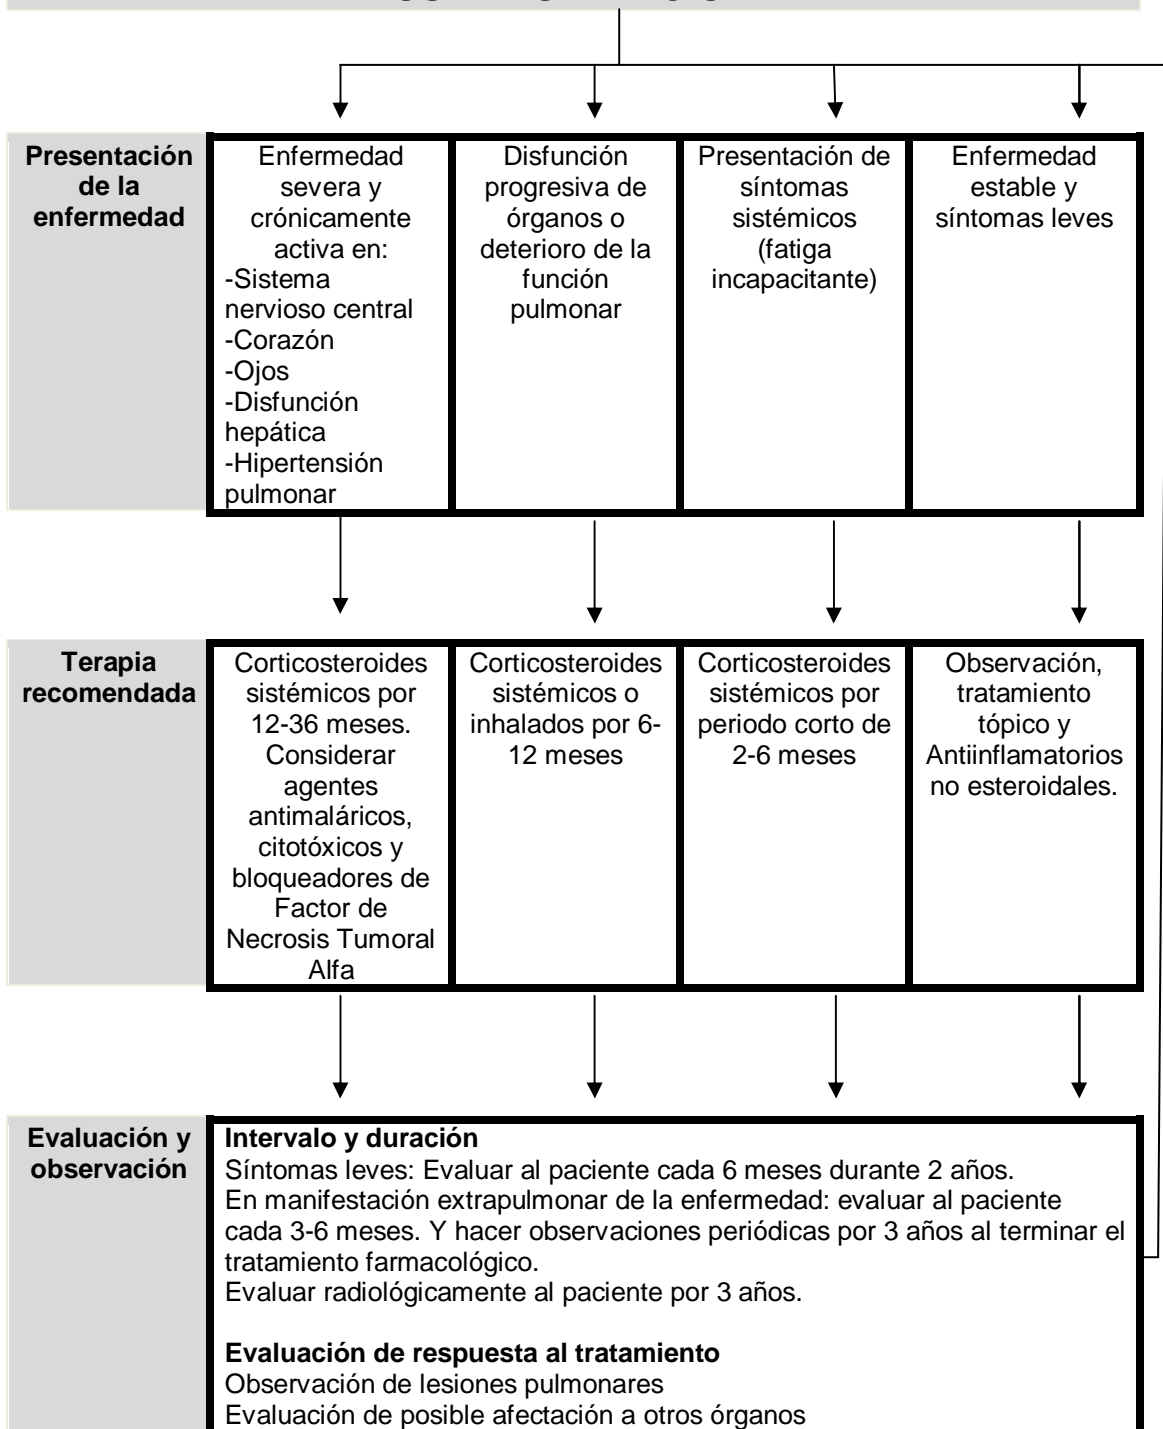 Presentación
de la
enfermedad
Enfermedad
severa y
crónicamente
activa en:
-Sistema
nervioso central
-Corazón
-Ojos
-Disfunción
hepática
-Hipertensión
pulmonar
Disfunción
progresiva de
órganos o
deterioro de la
función
pulmonar
Presentación de
síntomas
sistémicos
(fatiga
incapacitante)
Enfermedad
estable y
síntomas leves
Terapia
recomendada
Corticosteroides
sistémicos por
12-36 meses.
Considerar
agentes
antimaláricos,
citotóxicos y
bloqueadores de
Factor de
Necrosis Tumoral
Alfa
Corticosteroides
sistémicos o
inhalados por 6-
12 meses
Corticosteroides
sistémicos por
periodo corto de
2-6 meses
Observación,
tratamiento
tópico y
Antiinflamatorios
no esteroidales.
Evaluación y
observación
Intervalo y duración
Síntomas leves: Evaluar al paciente cada 6 meses durante 2 años.
En manifestación extrapulmonar de la enfermedad: evaluar al paciente
cada 3-6 meses. Y hacer observaciones periódicas por 3 años al terminar el
tratamiento farmacológico.
Evaluar radiológicamente al paciente por 3 años.
Evaluación de respuesta al tratamiento
Observación de lesiones pulmonares
Evaluación de posible afectación a otros órganos